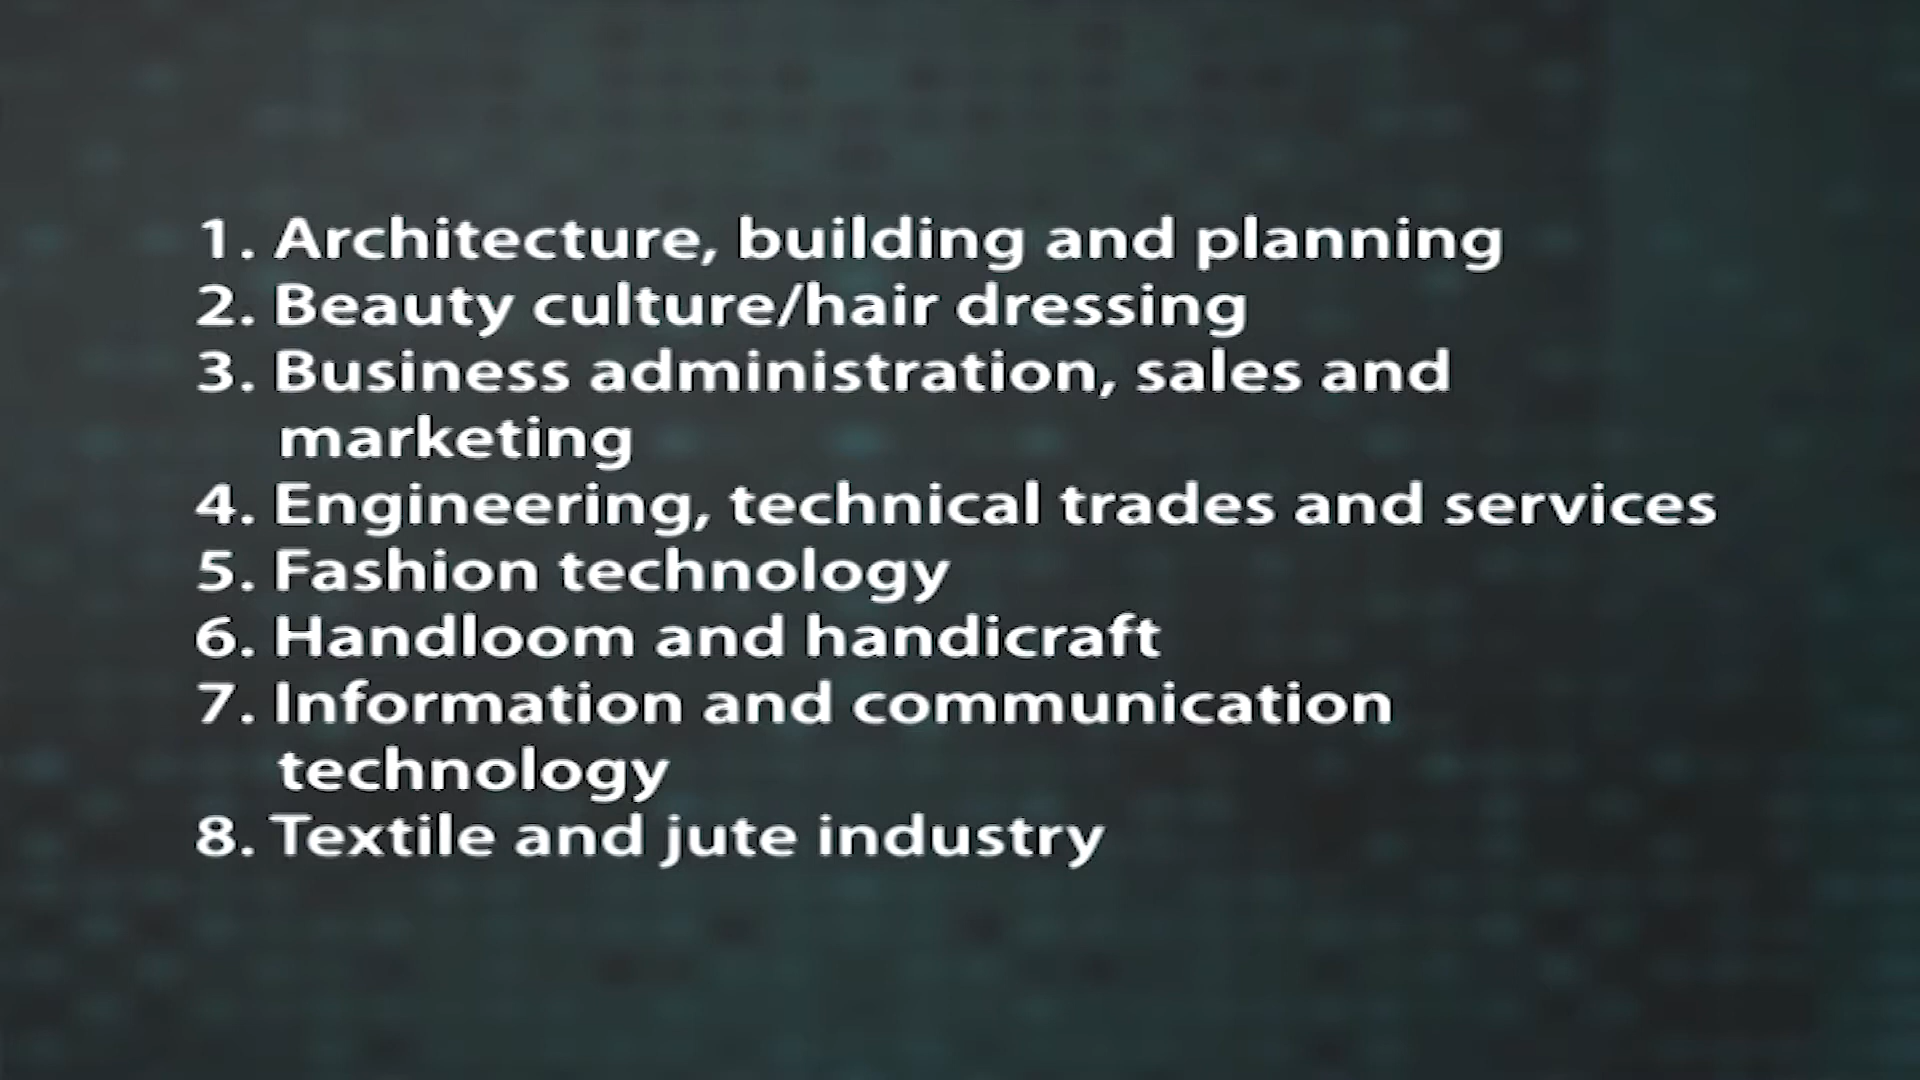 1. Architecture, building and planning
2. Beauty culture/hair dressing
3. Business administration, sales and
marketing
4. Engineering, technical trades and services
5. Fashion technology
6. Handloom and handicraft
7. Information and communication
technology
8. Textile and jute industry